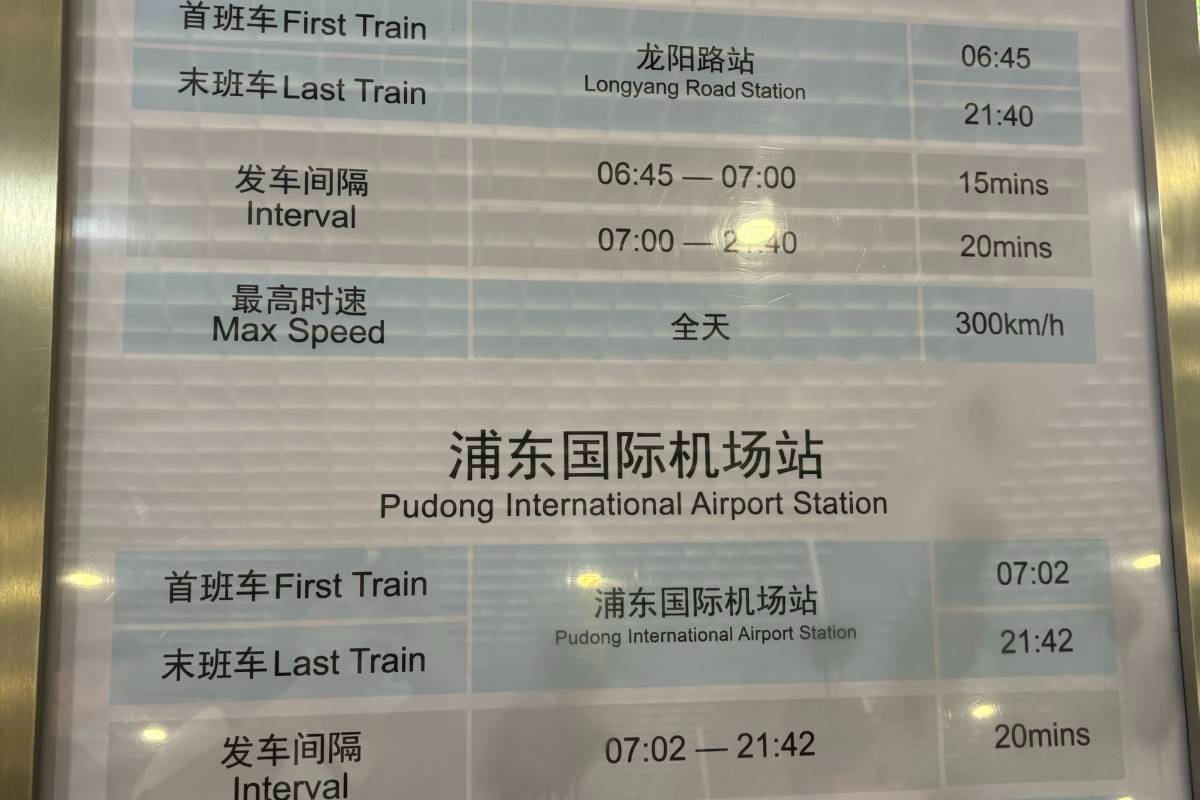 首班车First Train
龙阳路站
Longyang Road Station
06:45
末班车Last Train
21:40
发车间隔
Interval
06:45 — 07:00
15mins
07:00 — 21:40
20mins
最高时速
Max Speed
全天
300km/h
浦东国际机场站
Pudong International Airport Station
首班车First Train
浦东国际机场站
Pudong International Airport Station
07:02
末班车Last Train
21:42
发车间隔
Interval
07:02 — 21:42
20mins